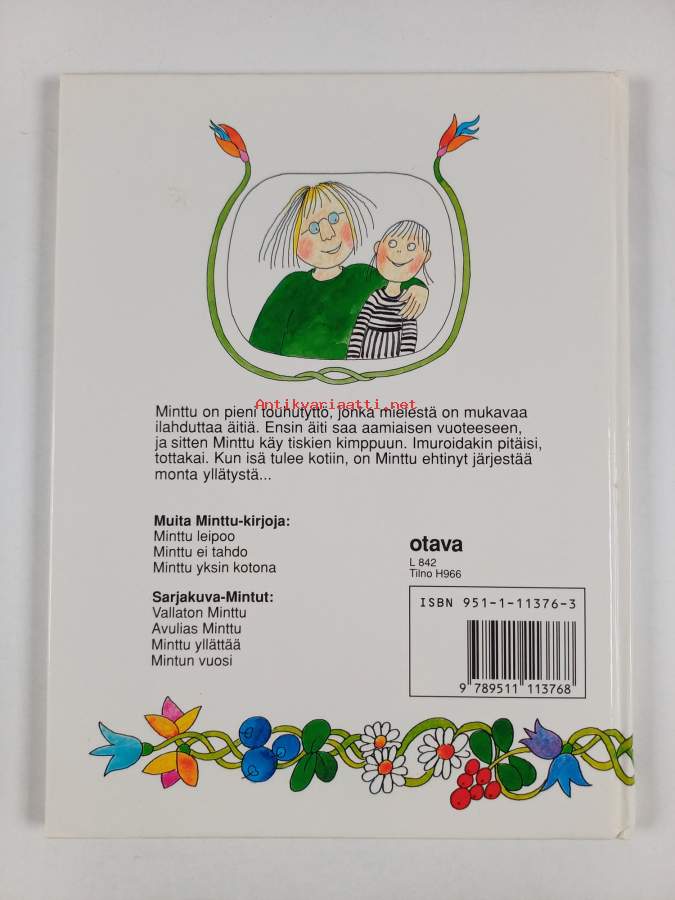 Antikvariaatti.net
Minttu on pieni touhutyttö, jonka mielestä on mukavaa
ilahduttaa äitiä. Ensin äiti saa aamiaisen vuoteeseen,
ja sitten Minttu käy tiskien kimppuun. Imuroidakin pitäisi,
tottakai. Kun isä tulee kotiin, on Minttu ehtinyt järjestää
monta yllätystä...
Muita Minttu-kirjoja:
Minttu leipoo
Minttu ei tahdo
Minttu yksin kotona
Sarjakuva-Mintut:
Vallaton Minttu
Avulias Minttu
Minttu yllättää
Mintun vuosi
otava
L 842
Tilno H966
ISBN 951-1-11376-3
9 789511 113768